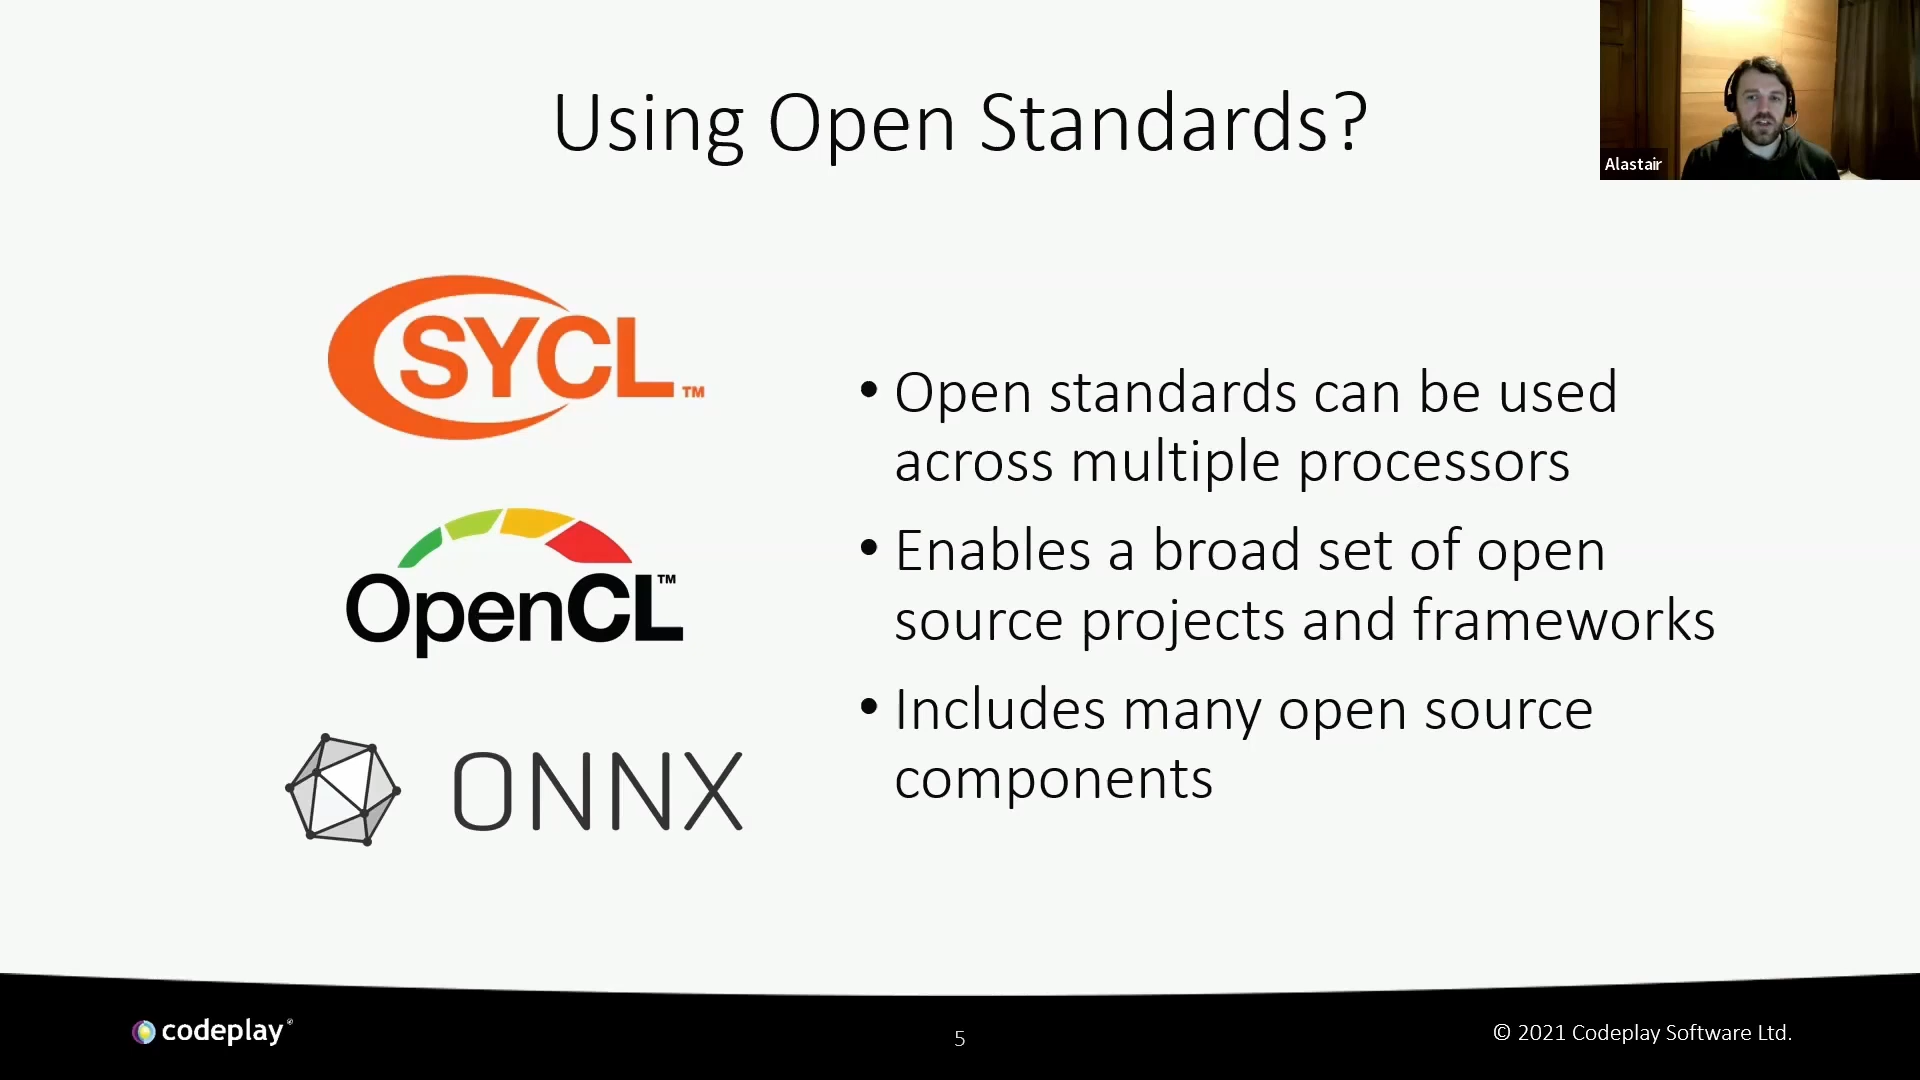 Using Open Standards?
Alastair
SYCL™
OpenCL™
ONNX
• Open standards can be used
across multiple processors
• Enables a broad set of open
source projects and frameworks
• Includes many open source
components
codeplay®
5
© 2021 Codeplay Software Ltd.